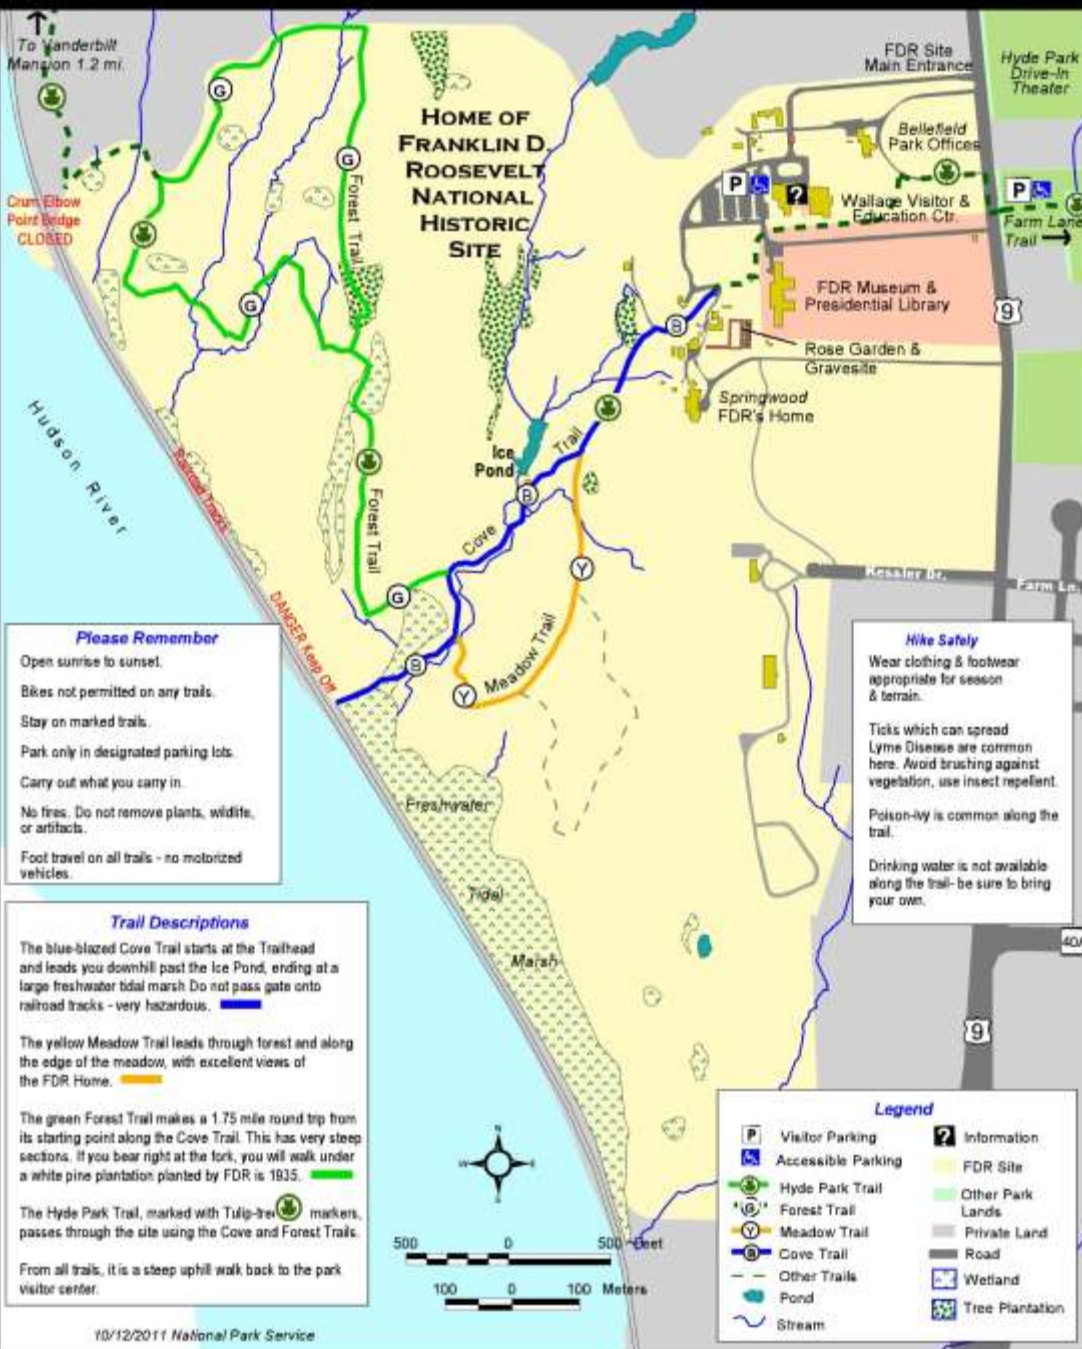 To Vanderbilt
Mansion 1.2 mi.
FDR Site
Main Entrance
Hyde Park
Drive-In
Theater
HOME OF
FRANKLIN D.
ROOSEVELT
NATIONAL
HISTORIC
SITE
Bellefield
Park Offices
G
G
Forest Trail
G
P
?
Wallace Visitor &
Education Ctr.
P
Farm Lane
Trail
Crum Elbow
Point Bridge
CLOSED
FDR Museum &
Presidential Library
9
B
Rose Garden &
Gravesite
Springwood
FDR's Home
Hudson River
Railroad Tracks
DANGER Keep Off
Ice
Pond
Cove
Trail
B
Forest Trail
G
Y
Kessler Dr.
Farm Ln.
B
Y
Meadow Trail
Please Remember
Open sunrise to sunset.
Bikes not permitted on any trails.
Stay on marked trails.
Park only in designated parking lots.
Carry out what you carry in.
No fires. Do not remove plants, wildlife,
or artifacts.
Foot travel on all trails - no motorized
vehicles.
Hike Safely
Wear clothing & footwear
appropriate for season
& terrain.
Ticks which can spread
Lyme Disease are common
here. Avoid brushing against
vegetation, use insect repellent.
Poison-ivy is common along the
trail.
Drinking water is not available
along the trail- be sure to bring
your own.
Freshwater
Tidal
Marsh
40/
9
Trail Descriptions
The blue-blazed Cove Trail starts at the Trailhead
and leads you downhill past the Ice Pond, ending at a
large freshwater tidal marsh Do not pass gate onto
railroad tracks - very hazardous.
The yellow Meadow Trail leads through forest and along
the edge of the meadow, with excellent views of
the FDR Home.
The green Forest Trail makes a 1.75 mile round trip from
its starting point along the Cove Trail. This has very steep
sections. If you bear right at the fork, you will walk under
a white pine plantation planted by FDR is 1935.
The Hyde Park Trail, marked with Tulip-tree markers,
passes through the site using the Cove and Forest Trails.
From all trails, it is a steep uphill walk back to the park
visitor center.
N
W E
S
500 0 500 Feet
100 0 100 Meters
Legend
P Visitor Parking
Accessible Parking
Hyde Park Trail
G Forest Trail
Y Meadow Trail
B Cove Trail
Other Trails
Pond
Stream
? Information
FDR Site
Other Park
Lands
Private Land
Road
Wetland
Tree Plantation
10/12/2011 National Park Service